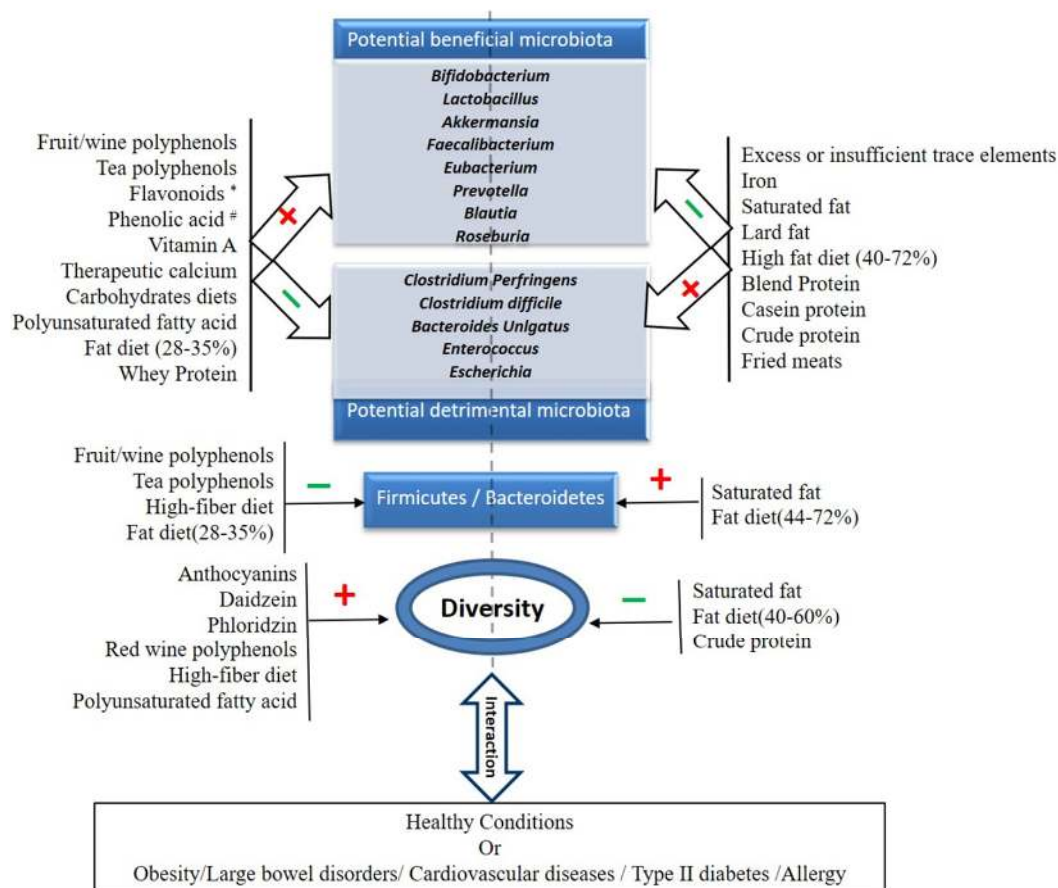 Potential beneficial microbiota
Bifidobacterium
Lactobacillus
Akkermansia
Faecalibacterium
Eubacterium
Prevotella
Blautia
Roseburia
Fruit/wine polyphenols
Tea polyphenols
Flavonoids *
Phenolic acid #
Vitamin A
Therapeutic calcium
Carbohydrates diets
Polyunsaturated fatty acid
Fat diet (28-35%)
Whey Protein
+
−
Excess or insufficient trace elements
Iron
Saturated fat
Lard fat
High fat diet (40-72%)
Blend Protein
Casein protein
Crude protein
Fried meats
−
+
Clostridium Perfringens
Clostridium difficile
Bacteroides Unlgatus
Enterococcus
Escherichia
Potential detrimental microbiota
Fruit/wine polyphenols
Tea polyphenols
High-fiber diet
Fat diet(28-35%)
−
Firmicutes / Bacteroidetes
+
Saturated fat
Fat diet(44-72%)
Anthocyanins
Daidzein
Phloridzin
Red wine polyphenols
High-fiber diet
Polyunsaturated fatty acid
+
Diversity
−
Saturated fat
Fat diet(40-60%)
Crude protein
Interaction
Healthy Conditions
Or
Obesity/Large bowel disorders/ Cardiovascular diseases / Type II diabetes /Allergy